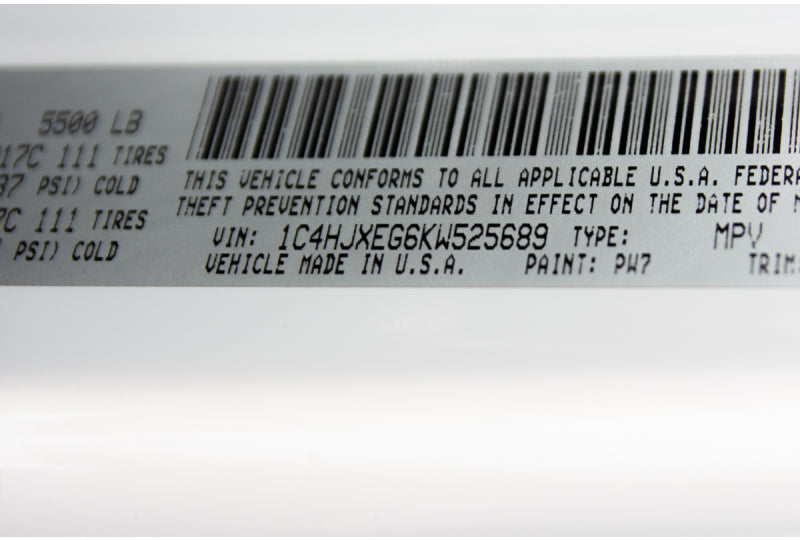 5500 LB
17C 111 TIRES
PSI) COLD
7C 111 TIRES
PSI) COLD
THIS VEHICLE CONFORMS TO ALL APPLICABLE U.S.A. FEDERA
THEFT PREVENTION STANDARDS IN EFFECT ON THE DATE OF M
VIN: 1C4HJXEG6KW525689 TYPE: MPV
VEHICLE MADE IN U.S.A. PAINT: PW7 TRIM: